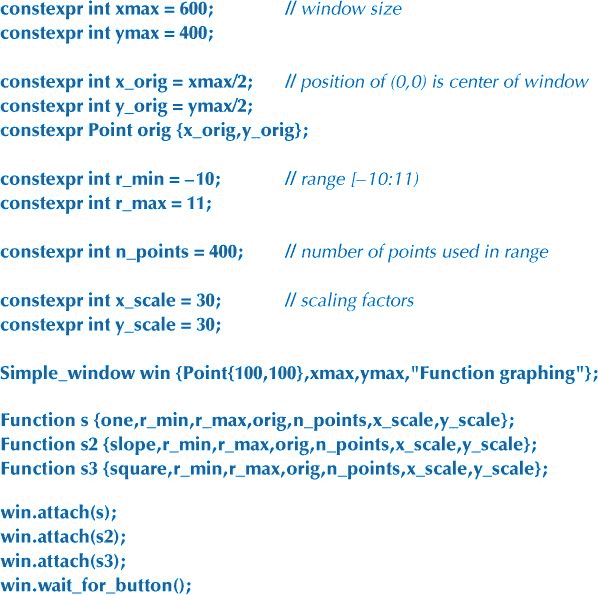 constexpr int xmax = 600; // window size
constexpr int ymax = 400;
constexpr int x_orig = xmax/2; // position of (0,0) is center of window
constexpr int y_orig = ymax/2;
constexpr Point orig {x_orig,y_orig};
constexpr int r_min = –10; // range [–10:11)
constexpr int r_max = 11;
constexpr int n_points = 400; // number of points used in range
constexpr int x_scale = 30; // scaling factors
constexpr int y_scale = 30;
Simple_window win {Point{100,100},xmax,ymax,"Function graphing"};
Function s {one,r_min,r_max,orig,n_points,x_scale,y_scale};
Function s2 {slope,r_min,r_max,orig,n_points,x_scale,y_scale};
Function s3 {square,r_min,r_max,orig,n_points,x_scale,y_scale};
win.attach(s);
win.attach(s2);
win.attach(s3);
win.wait_for_button();